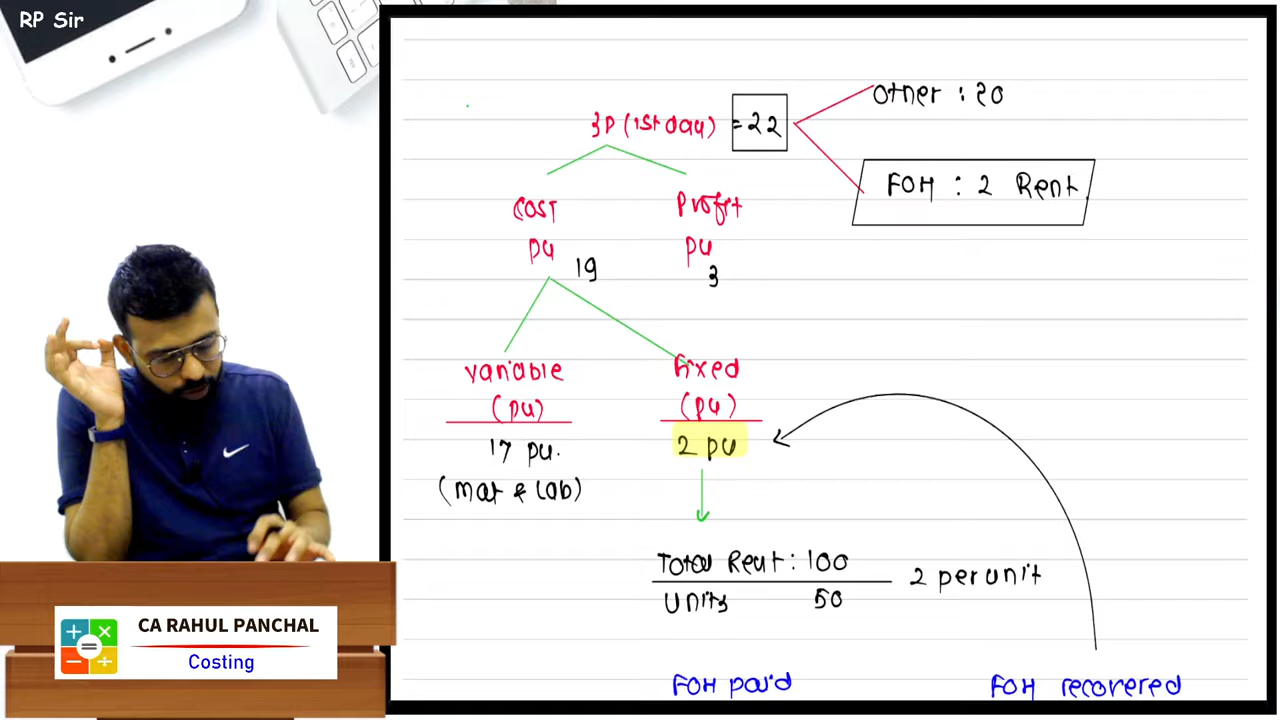 RP Sir
Other : 20
SP (1st day) = 22
FOH : 2 Rent
Cost
pu
19
Profit
pu
3
variable
(pu)
17 pu.
(mat & Lab)
fixed
(pu)
2 pu
Total Rent : 100
Units 50
2 per unit
FOH paid
FOH recovered
CA RAHUL PANCHAL
Costing